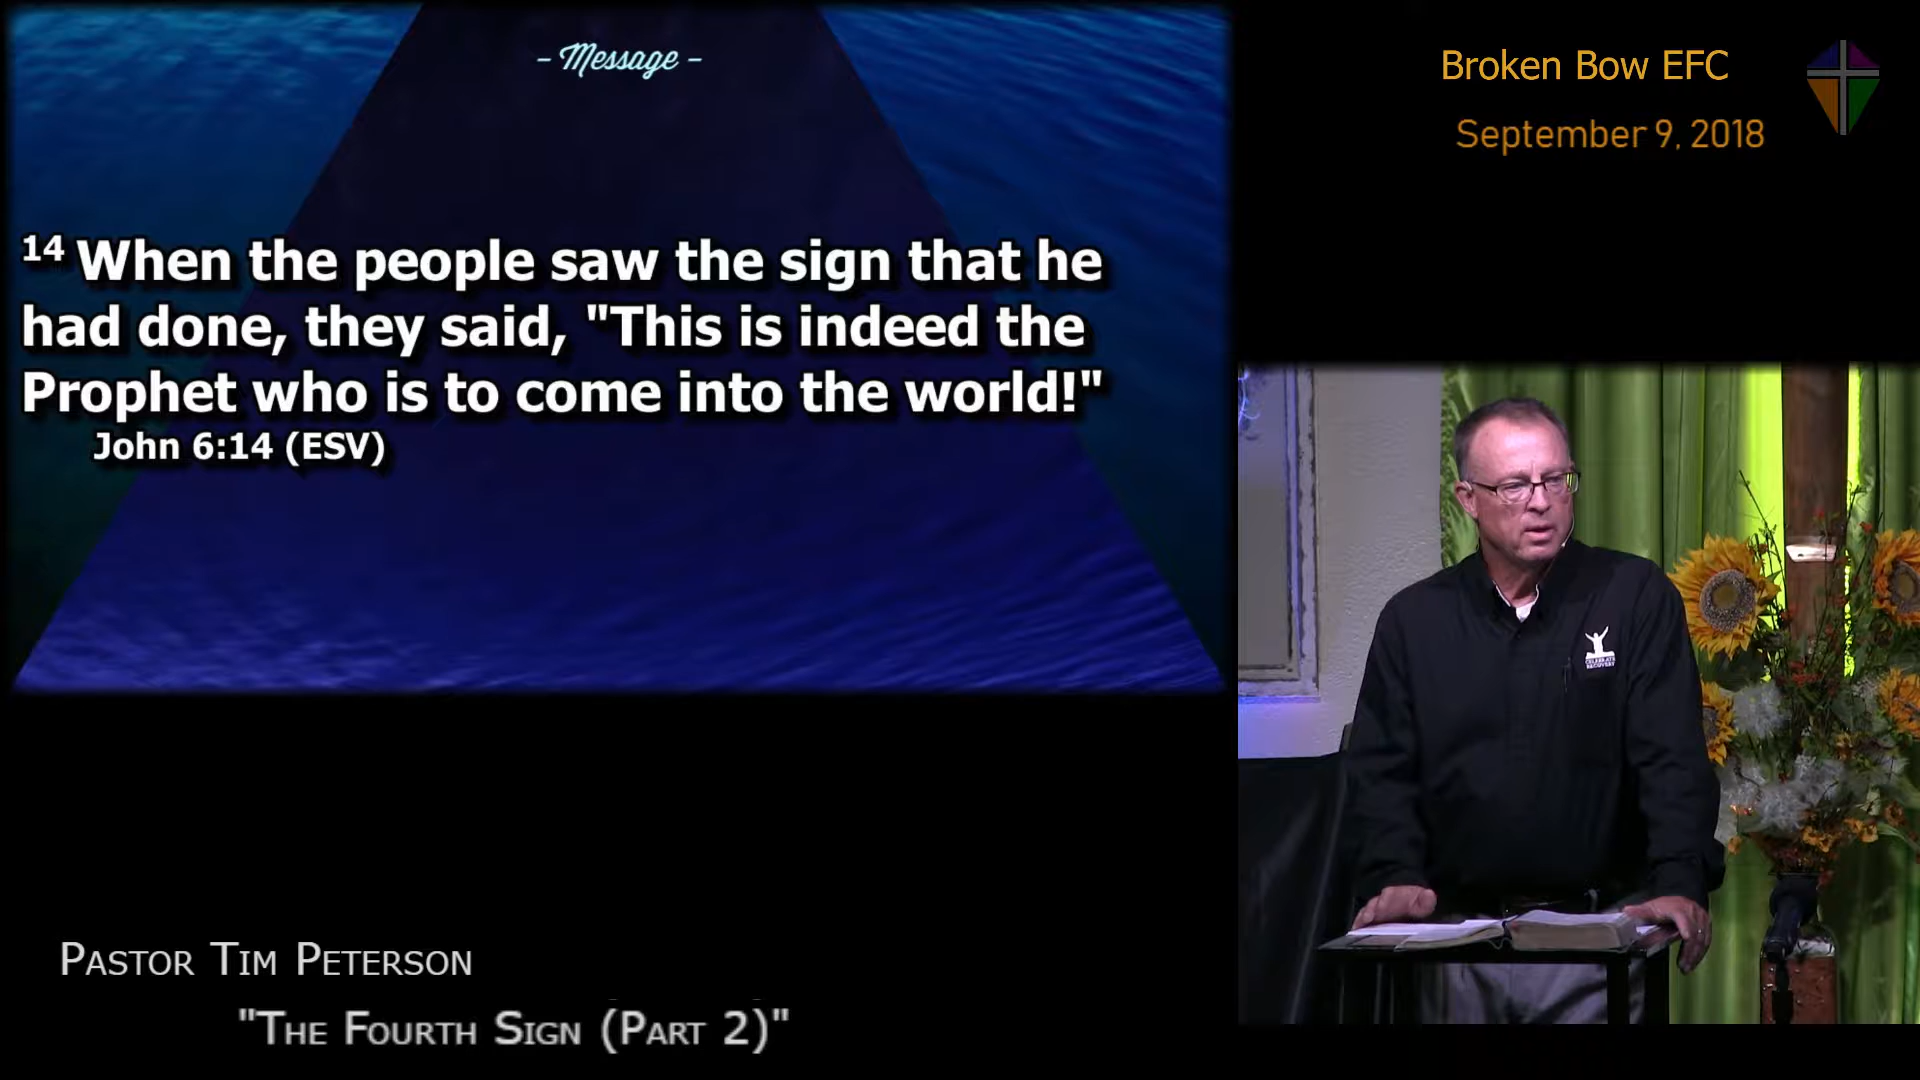 - Message -
Broken Bow EFC
September 9, 2018
14 When the people saw the sign that he
had done, they said, "This is indeed the
Prophet who is to come into the world!"
John 6:14 (ESV)
CELEBRATE
RECOVERY
PASTOR TIM PETERSON
"THE FOURTH SIGN (PART 2)"